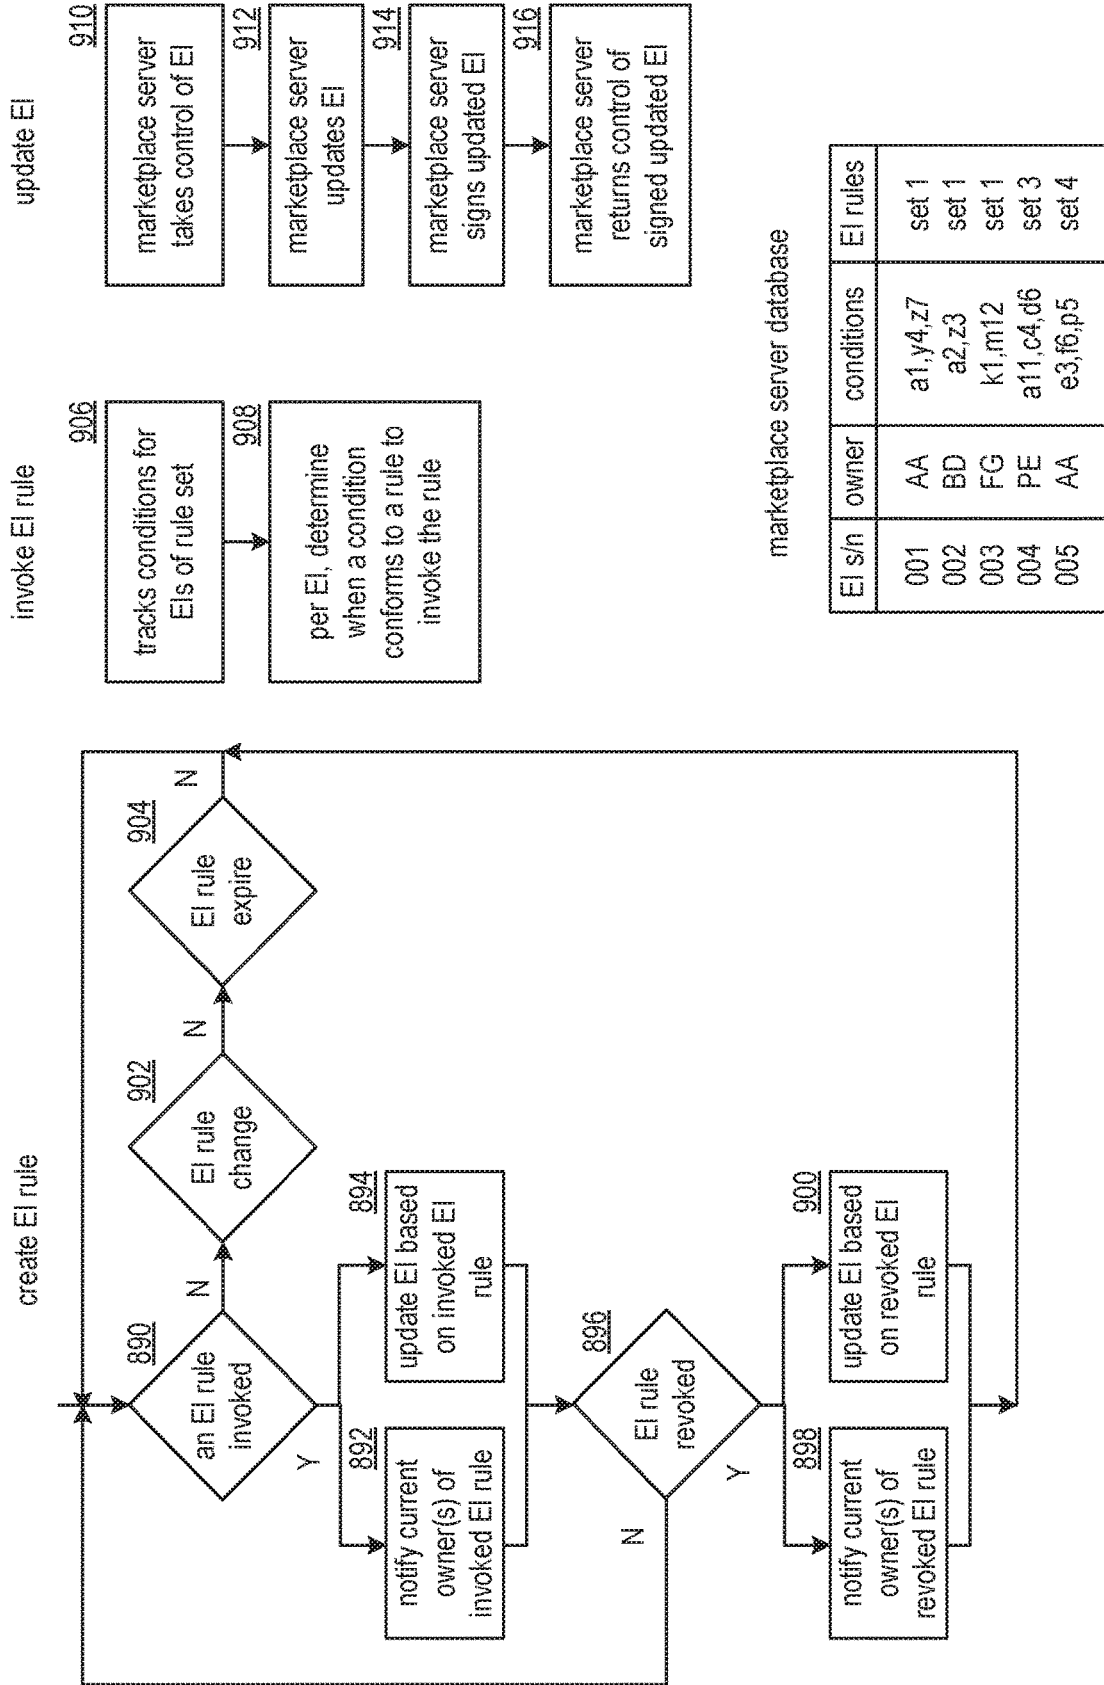 create EI rule
890
an EI rule
invoked
N
Y
902
EI rule
change
N
904
EI rule
expire
N
892
notify current
owner(s) of
invoked EI rule
894
update EI based
on invoked EI
rule
896
EI rule
revoked
N
Y
898
notify current
owner(s) of
revoked EI rule
900
update EI based
on revoked EI
rule
invoke EI rule
906
tracks conditions for
EIs of rule set
908
per EI, determine
when a condition
conforms to a rule to
invoke the rule
update EI
910
marketplace server
takes control of EI
912
marketplace server
updates EI
914
marketplace server
signs updated EI
916
marketplace server
returns control of
signed updated EI
marketplace server database
EI s/n owner conditions EI rules
001 AA a1,y4,z7 set 1
002 BD a2,z3 set 1
003 FG k1,m12 set 1
004 PE a11,c4,d6 set 3
005 AA e3,f6,p5 set 4